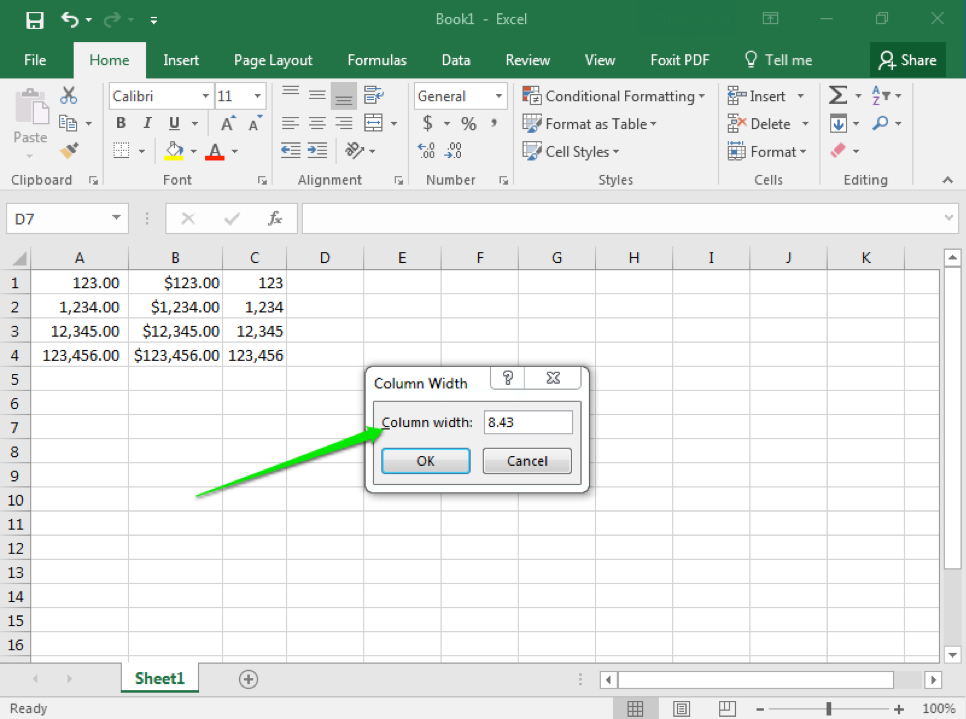 Book1 - Excel
File Home Insert Page Layout Formulas Data Review View Foxit PDF Tell me Share
Calibri 11 General Conditional Formatting Insert Σ A Z
Paste B I U A A $ % , Format as Table Delete
A .00 .00 Cell Styles Format
Clipboard Font Alignment Number Styles Cells Editing
D7 fx
A B C D E F G H I J K
1 123.00 $123.00 123
2 1,234.00 $1,234.00 1,234
3 12,345.00 $12,345.00 12,345
4 123,456.00 $123,456.00 123,456
5
Column Width ?
6
Column width: 8.43
7
8
OK Cancel
9
10
11
12
13
14
15
16
Sheet1
Ready 100%